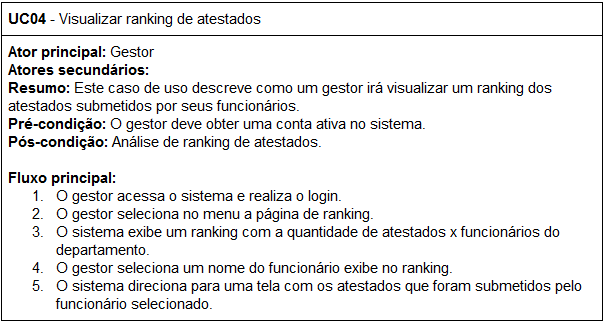 UC04 - Visualizar ranking de atestados
Ator principal: Gestor
Atores secundários:
Resumo: Este caso de uso descreve como um gestor irá visualizar um ranking dos
atestados submetidos por seus funcionários.
Pré-condição: O gestor deve obter uma conta ativa no sistema.
Pós-condição: Análise de ranking de atestados.
Fluxo principal:
1. O gestor acessa o sistema e realiza o login.
2. O gestor seleciona no menu a página de ranking.
3. O sistema exibe um ranking com a quantidade de atestados x funcionários do
departamento.
4. O gestor seleciona um nome do funcionário exibe no ranking.
5. O sistema direciona para uma tela com os atestados que foram submetidos pelo
funcionário selecionado.